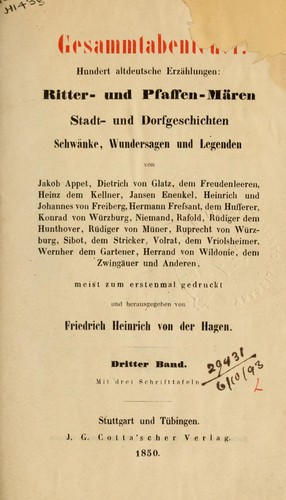 Gesammtabenteuer.
Hundert altdeutsche Erzählungen:
Ritter- und Pfaffen-Mären
Stadt- und Dorfgeschichten
Schwänke, Wundersagen und Legenden
von
Jakob Appet, Dietrich von Glatz, dem Freudenleeren,
Heinz dem Kellner, Jansen Enenkel, Heinrich und
Johannes von Freiberg, Hermann Freſsant, dem Hufferer,
Konrad von Würzburg, Niemand, Rafold, Rüdiger dem
Hunthover, Rüdiger von Müner, Ruprecht von Würz-
burg, Sibot, dem Stricker, Volrat, dem Vriolsheimer,
Wernher dem Gartener, Herrand von Wildonie, dem
Zwingäuer und Anderen,
meist zum erstenmal gedruckt
und herausgegeben von
Friedrich Heinrich von der Hagen.
Dritter Band.
Mit drei Schrifttafeln
29431
6/10/93
L
Stuttgart und Tübingen.
J. G. Cotta'scher Verlag.
1850.